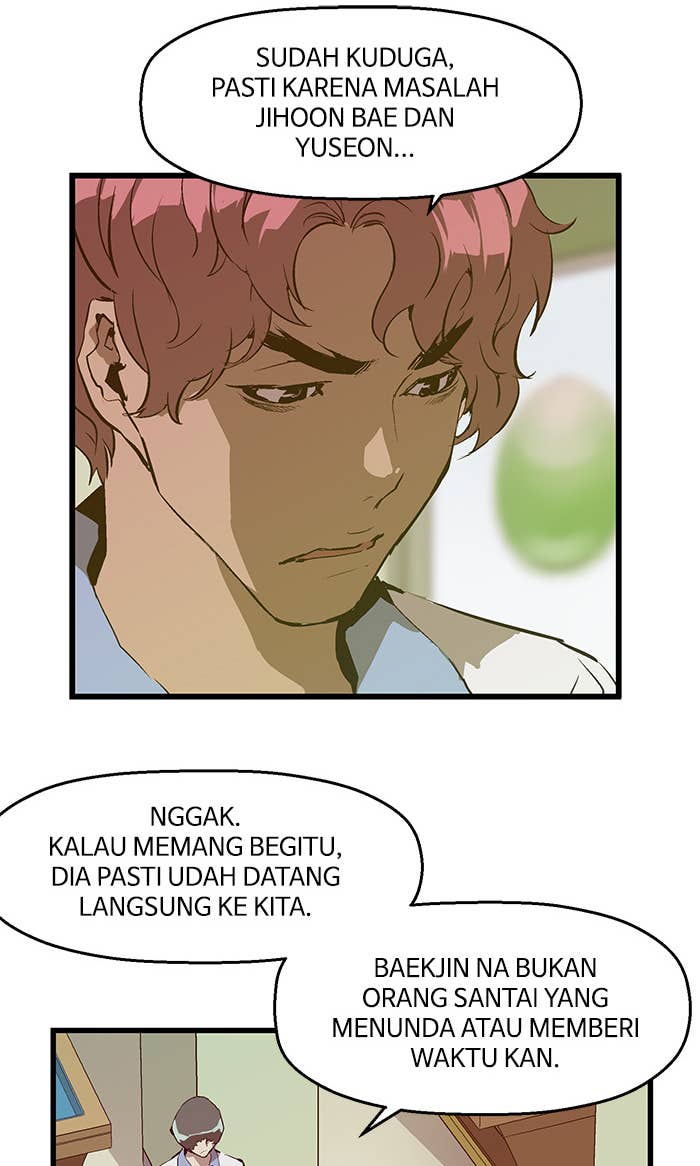 SUDAH KUDUGA,
PASTI KARENA MASALAH
JIHOON BAE DAN
YUSEON...
NGGAK.
KALAU MEMANG BEGITU,
DIA PASTI UDAH DATANG
LANGSUNG KE KITA.
BAEKJIN NA BUKAN
ORANG SANTAI YANG
MENUNDA ATAU MEMBERI
WAKTU KAN.